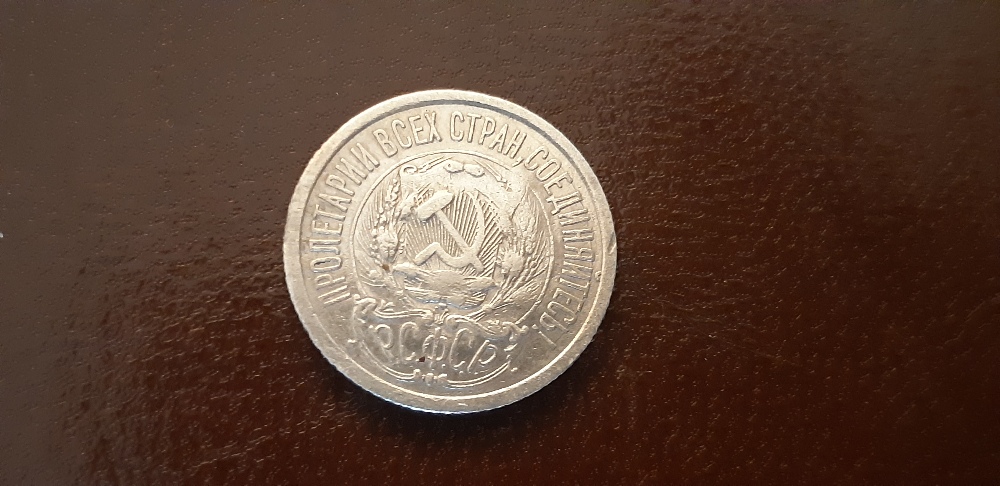 ПРОЛЕТАРИИ ВСЕХ СТРАН, СОЕДИНЯЙТЕСЬ!
Р.С.Ф.С.Р.